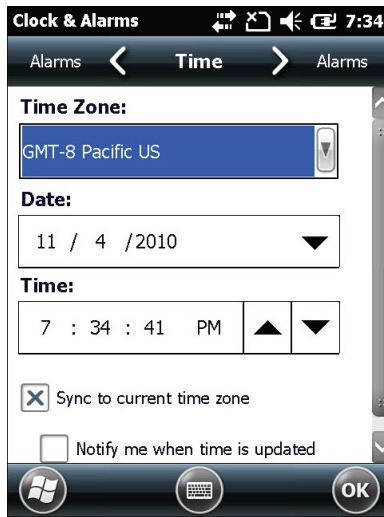 Clock & Alarms 7:34
Alarms Time Alarms
Time Zone:
GMT-8 Pacific US
Date:
11 / 4 /2010
Time:
7 : 34 : 41 PM
Sync to current time zone
Notify me when time is updated
OK